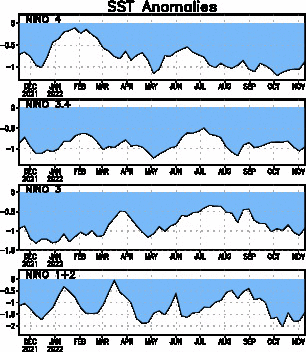 SST Anomalies
NINO 4
0
-0.5
-1
DEC 2021 JAN 2022 FEB MAR APR MAY JUN JUL AUG SEP OCT NOV
NINO 3.4
0
-0.5
-1
DEC 2021 JAN 2022 FEB MAR APR MAY JUN JUL AUG SEP OCT NOV
NINO 3
0
-0.5
-1
-1.5
DEC 2021 JAN 2022 FEB MAR APR MAY JUN JUL AUG SEP OCT NOV
NINO 1+2
0
-0.5
-1
-1.5
-2
DEC 2021 JAN 2022 FEB MAR APR MAY JUN JUL AUG SEP OCT NOV